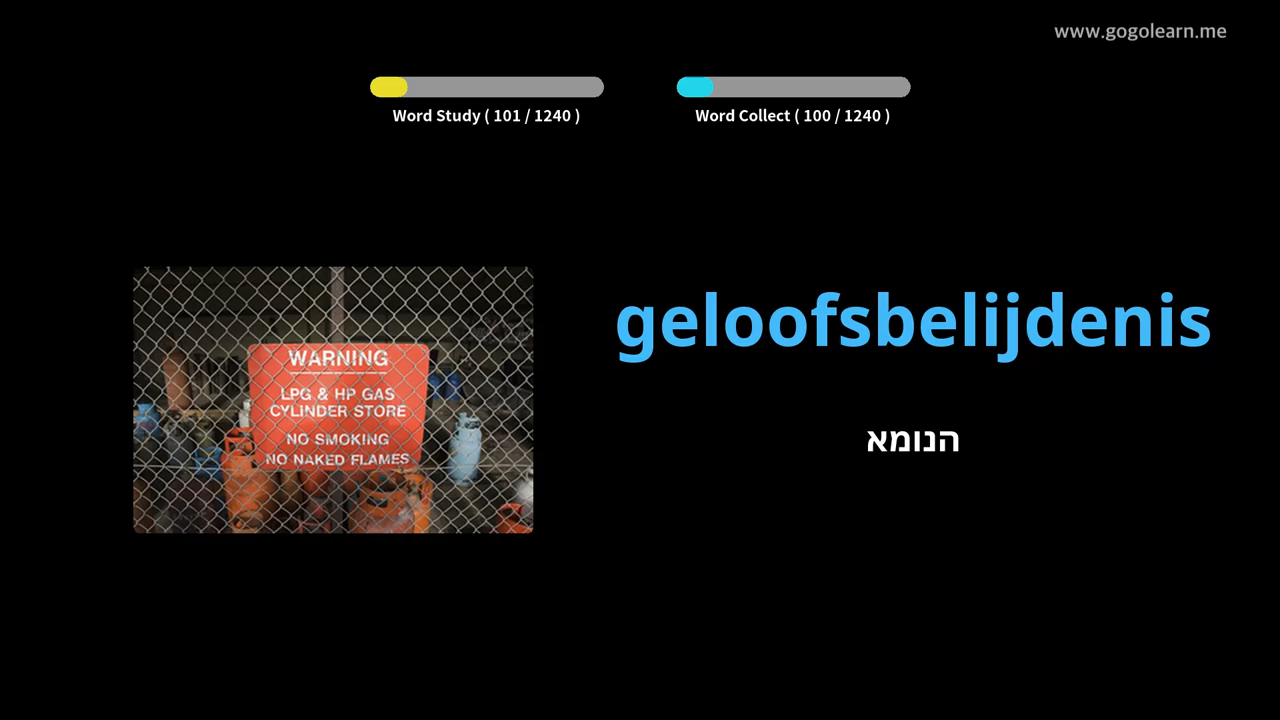 www.gogolearn.me
Word Study ( 101 / 1240 )
Word Collect ( 100 / 1240 )
WARNING
LPG & HP GAS
CYLINDER STORE
NO SMOKING
NO NAKED FLAMES
geloofsbelijdenis
הנומא